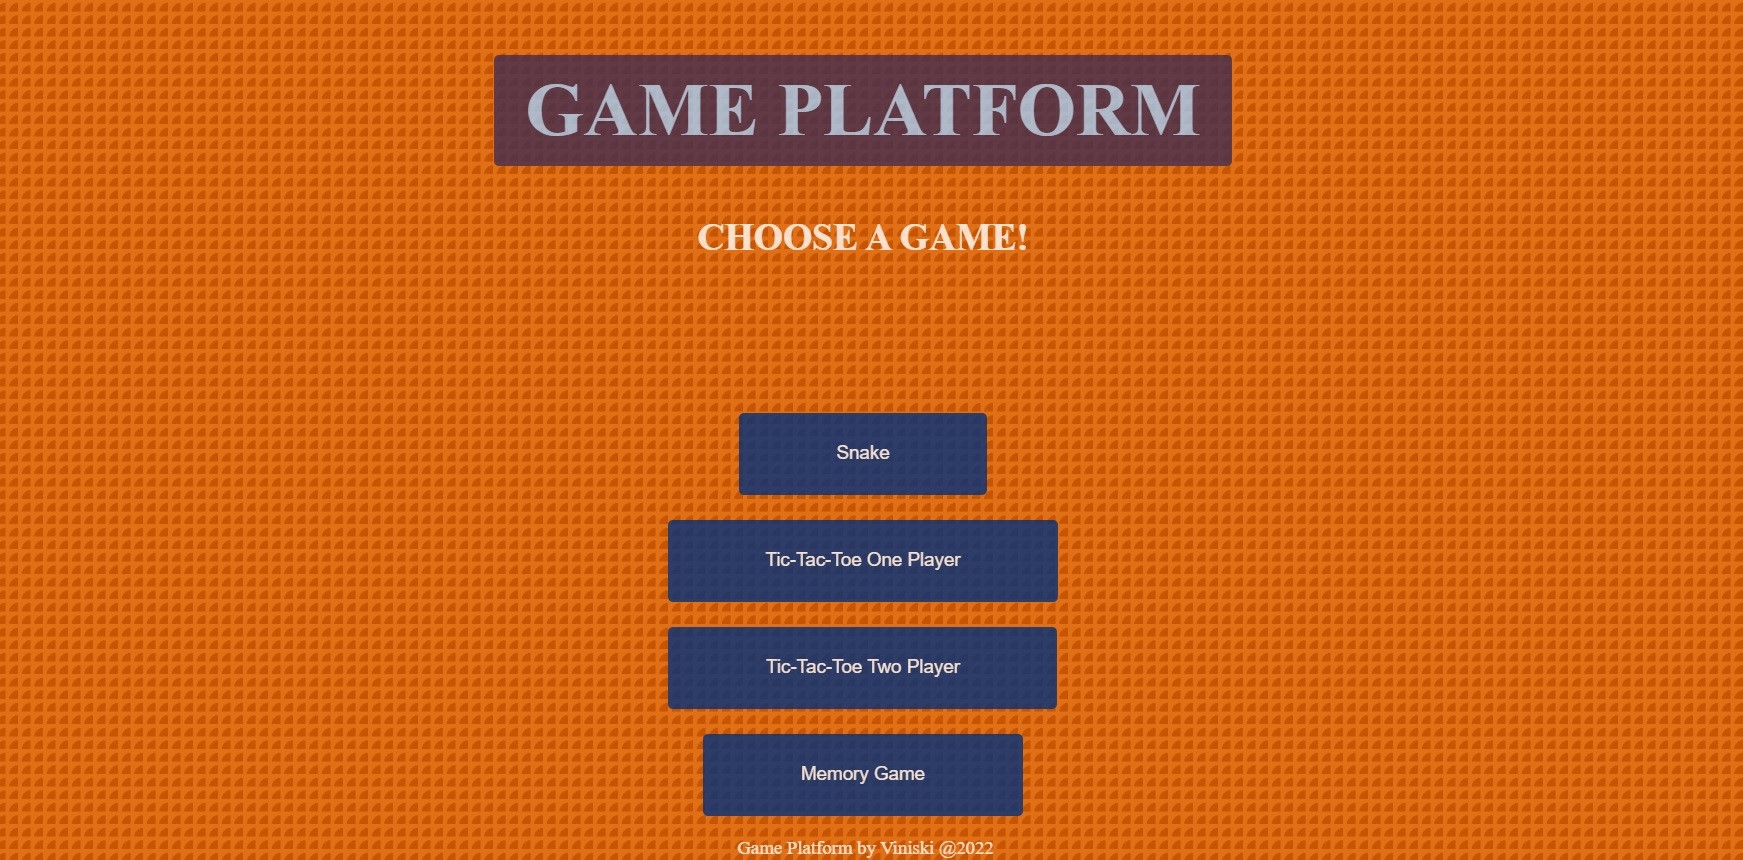 GAME PLATFORM
CHOOSE A GAME!
Snake
Tic-Tac-Toe One Player
Tic-Tac-Toe Two Player
Memory Game
Game Platform by Viniski @2022